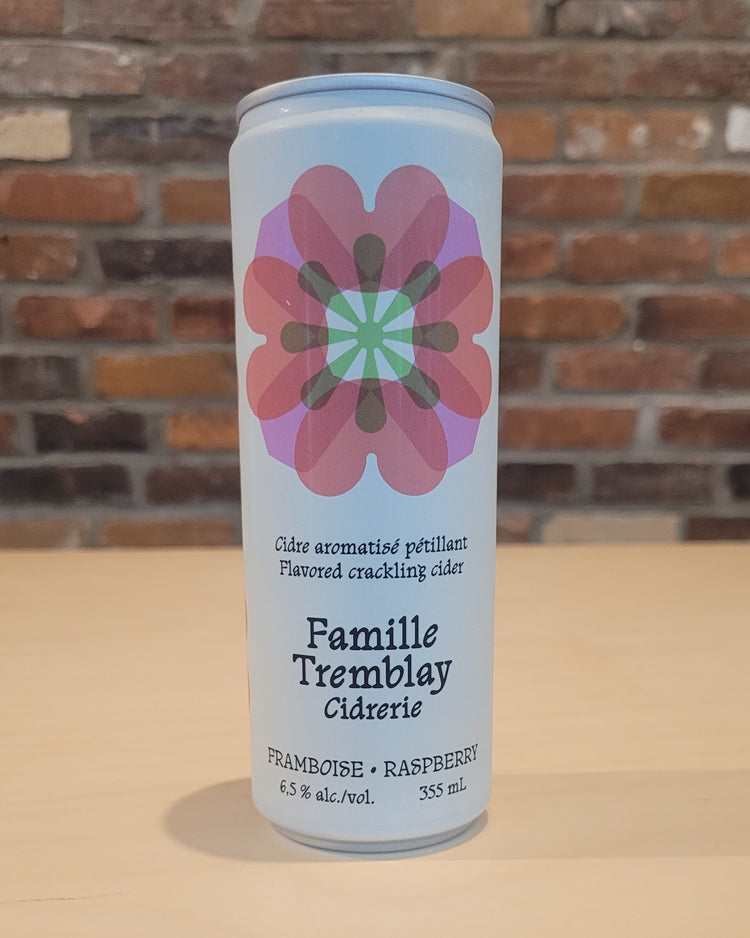 Cidre aromatisé pétillant
Flavored crackling cider
Famille
Tremblay
Cidrerie
FRAMBOISE • RASPBERRY
6,5 % alc./vol. 355 mL